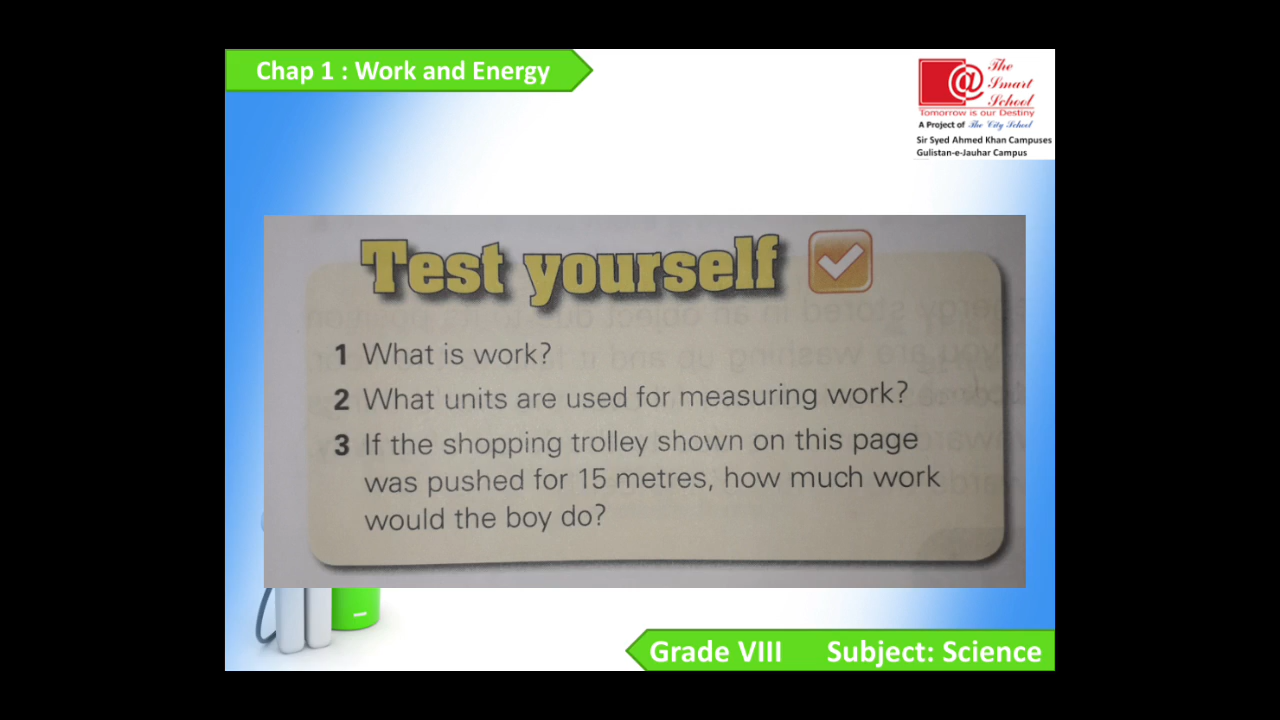 Chap 1 : Work and Energy
The
Smart
School
Tomorrow is our Destiny
A Project of The City School
Sir Syed Ahmed Khan Campuses
Gulistan-e-Jauhar Campus
Test yourself
1 What is work?
2 What units are used for measuring work?
3 If the shopping trolley shown on this page
was pushed for 15 metres, how much work
would the boy do?
Grade VIII Subject: Science